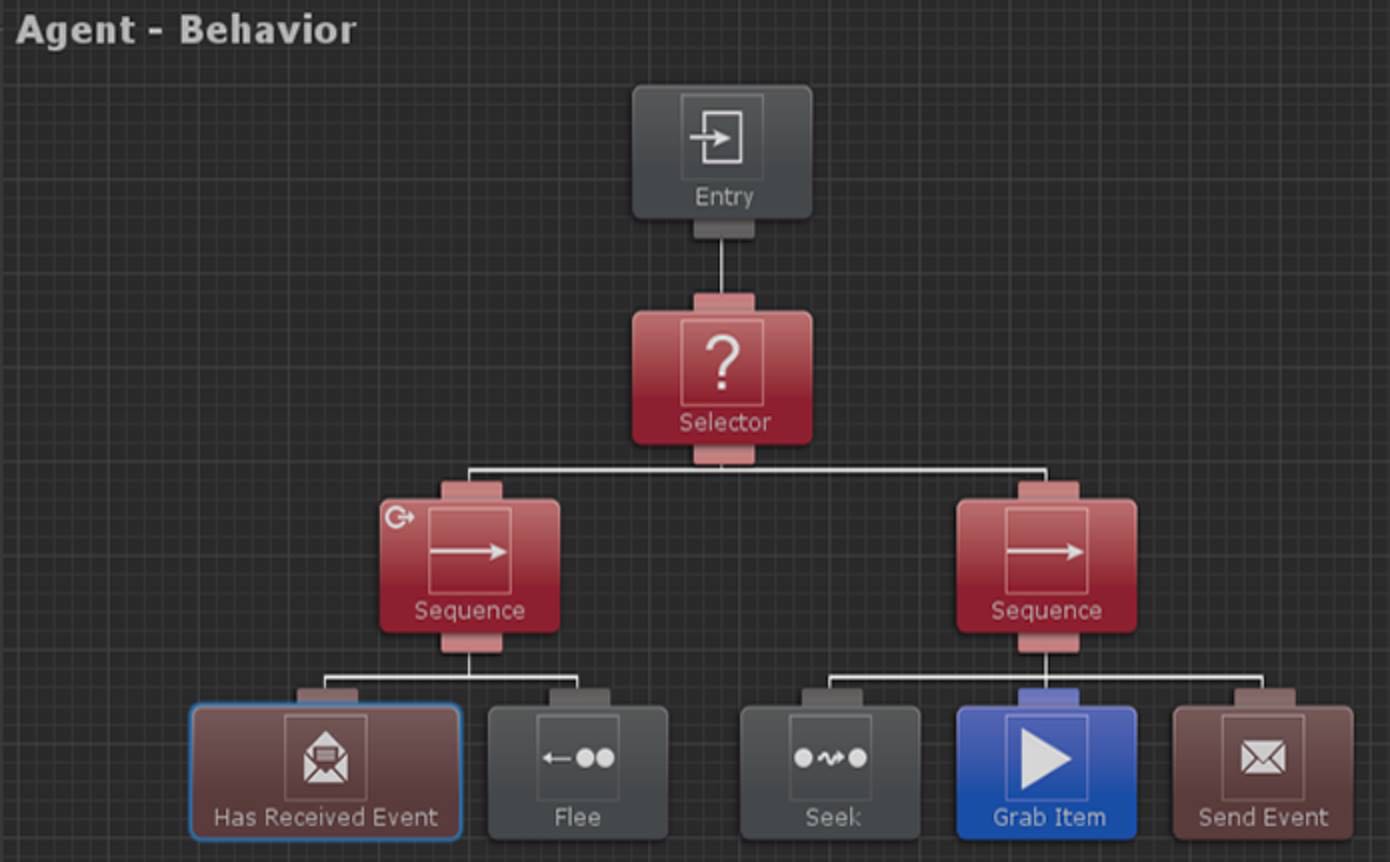 Agent - Behavior
Entry
?
Selector
Sequence
Sequence
Has Received Event
Flee
Seek
Grab Item
Send Event